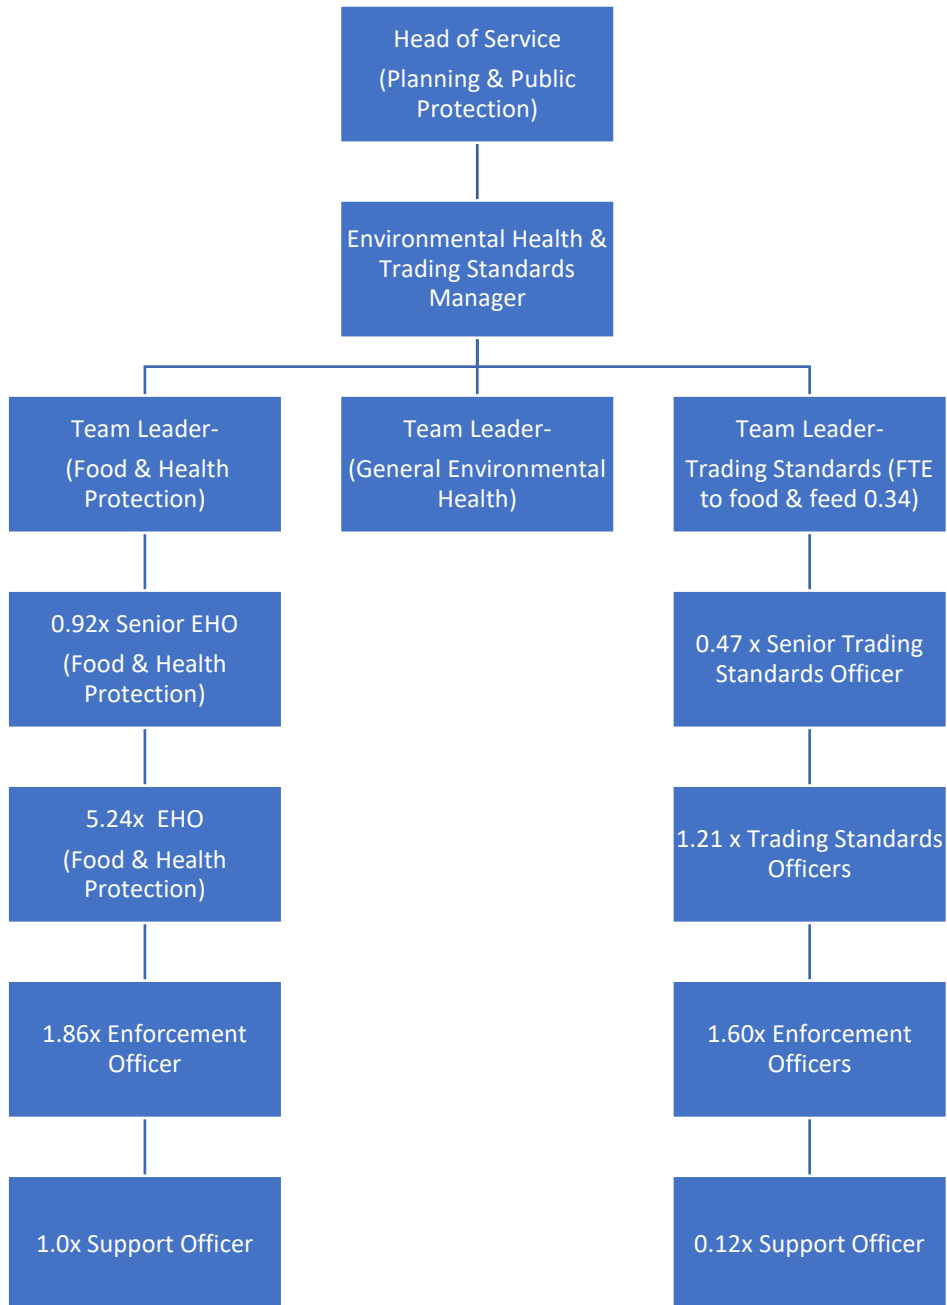 Head of Service
(Planning & Public
Protection)
Environmental Health &
Trading Standards
Manager
Team Leader-
(Food & Health
Protection)
Team Leader-
(General Environmental
Health)
Team Leader-
Trading Standards (FTE
to food & feed 0.34)
0.92x Senior EHO
(Food & Health
Protection)
0.47 x Senior Trading
Standards Officer
5.24x  EHO
(Food & Health
Protection)
1.21 x Trading Standards
Officers
1.86x Enforcement
Officer
1.60x Enforcement
Officers
1.0x Support Officer
0.12x Support Officer